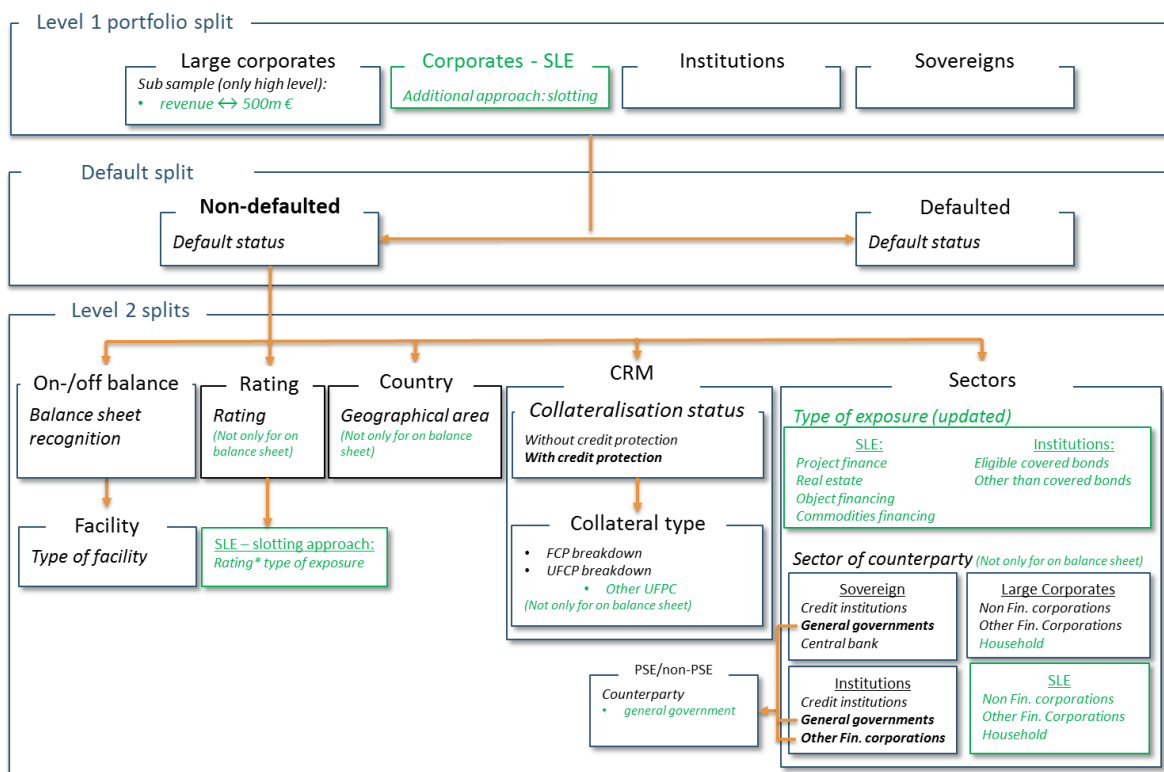 Level 1 portfolio split
Large corporates
Sub sample (only high level):
• revenue ↔ 500m €
Corporates - SLE
Additional approach: slotting
Institutions
Sovereigns
Default split
Non-defaulted
Default status
Defaulted
Default status
Level 2 splits
On-/off balance
Balance sheet
recognition
Facility
Type of facility
Rating
Rating
(Not only for on
balance sheet)
SLE – slotting approach:
Rating* type of exposure
Country
Geographical area
(Not only for on balance
sheet)
CRM
Collateralisation status
Without credit protection
With credit protection
Collateral type
• FCP breakdown
• UFCP breakdown
• Other UFPC
(Not only for on balance sheet)
Sectors
Type of exposure (updated)
SLE:
Project finance
Real estate
Object financing
Commodities financing
Institutions:
Eligible covered bonds
Other than covered bonds
Sector of counterparty (Not only for on balance sheet)
Sovereign
Credit institutions
General governments
Central bank
Large Corporates
Non Fin. corporations
Other Fin. Corporations
Household
Institutions
Credit institutions
General governments
Other Fin. corporations
SLE
Non Fin. corporations
Other Fin. Corporations
Household
PSE/non-PSE
Counterparty
• general government